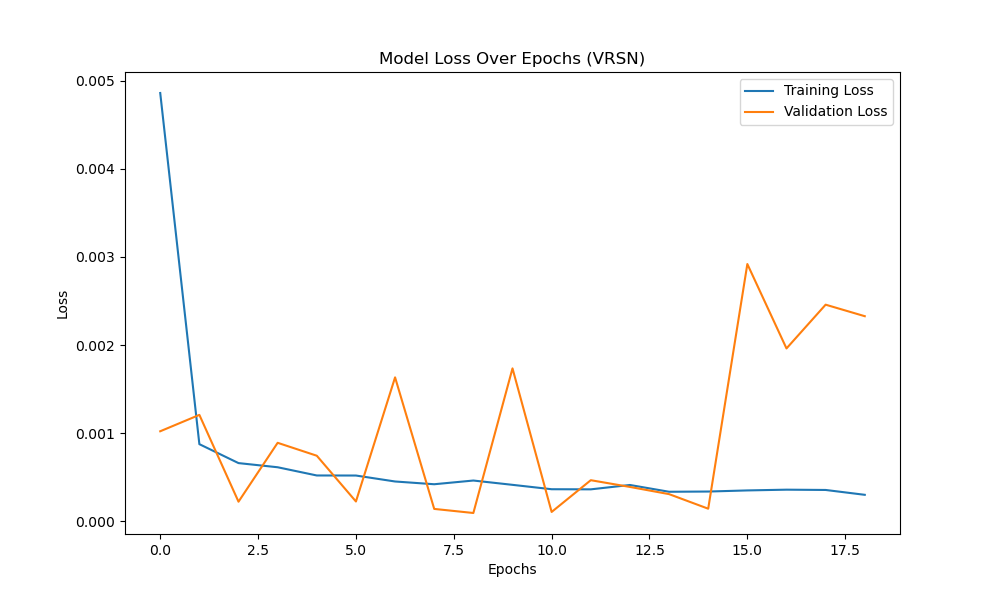 Model Loss Over Epochs (VRSN)
Training Loss
Validation Loss
0.005
0.004
0.003
0.002
0.001
0.000
Loss
0.0 2.5 5.0 7.5 10.0 12.5 15.0 17.5
Epochs